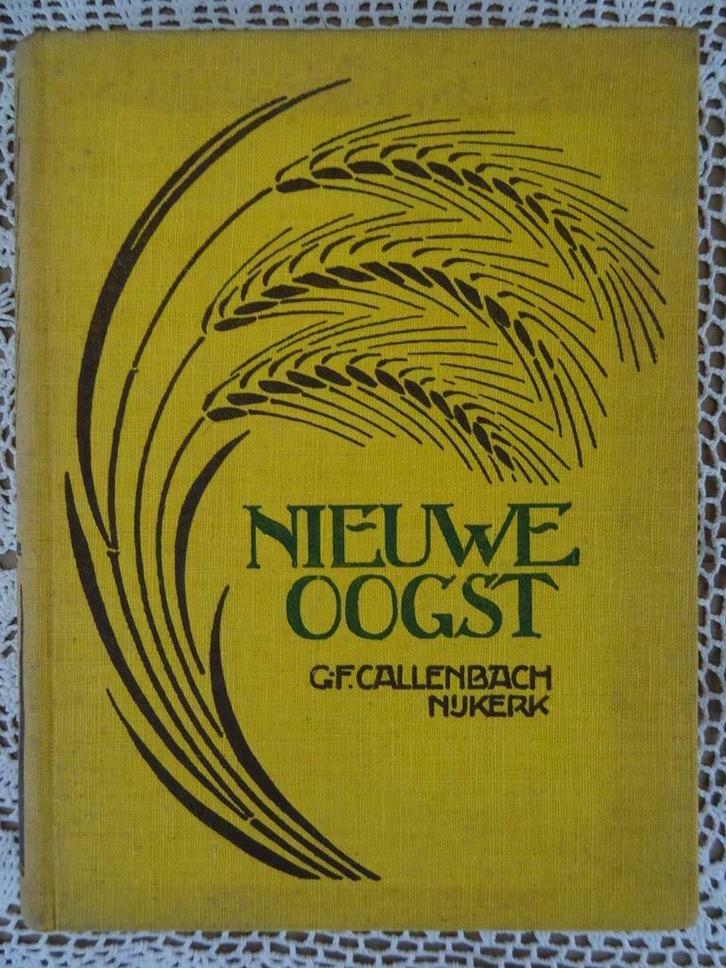 NIEUWE
OOGST
G.F. CALLENBACH
NIJKERK